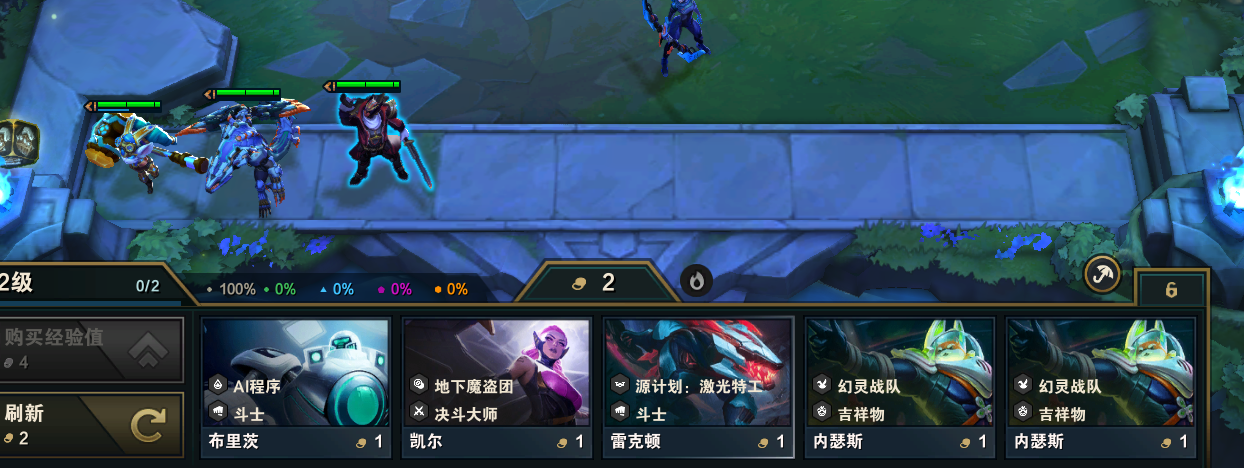 2级 0/2
100% 0% 0% 0% 0%
2
6
购买经验值
4
刷新
2
AI程序
斗士
布里茨 1
地下魔盗团
决斗大师
凯尔 1
源计划：激光特工
斗士
雷克顿 1
幻灵战队
吉祥物
内瑟斯 1
幻灵战队
吉祥物
内瑟斯 1